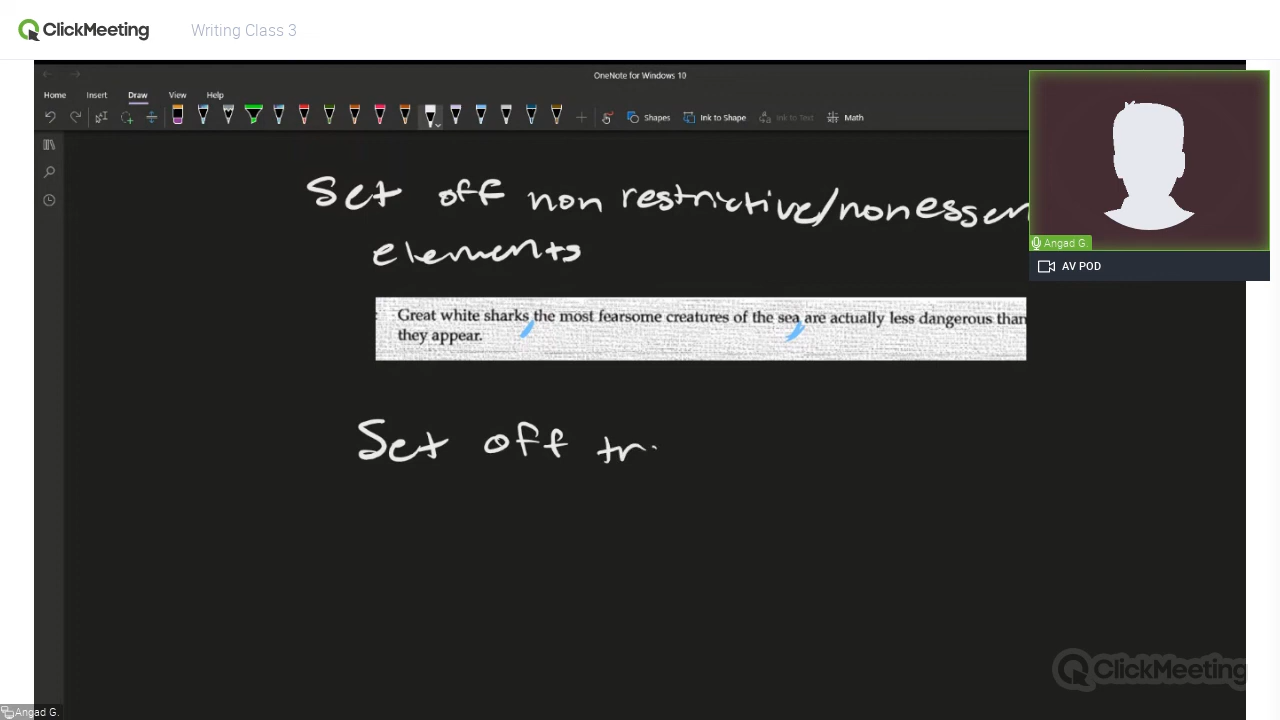 ClickMeeting
Writing Class 3
OneNote for Windows 10
Home Insert Draw View Help
Shapes
Ink to Shape
Ink to Text
Math
Set off non restrictive/nonessen
elements
Great white sharks the most fearsome creatures of the sea are actually less dangerous than
they appear.
Set off tr
Angad G.
AV POD
ClickMeeting
Angad G.